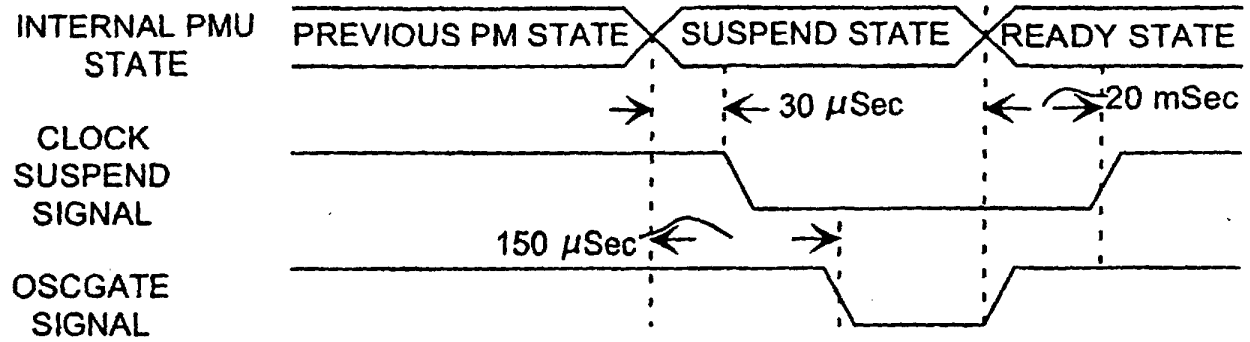 INTERNAL PMU
STATE
PREVIOUS PM STATE
SUSPEND STATE
READY STATE
30 μSec
20 mSec
CLOCK
SUSPEND
SIGNAL
150 μSec
OSCGATE
SIGNAL